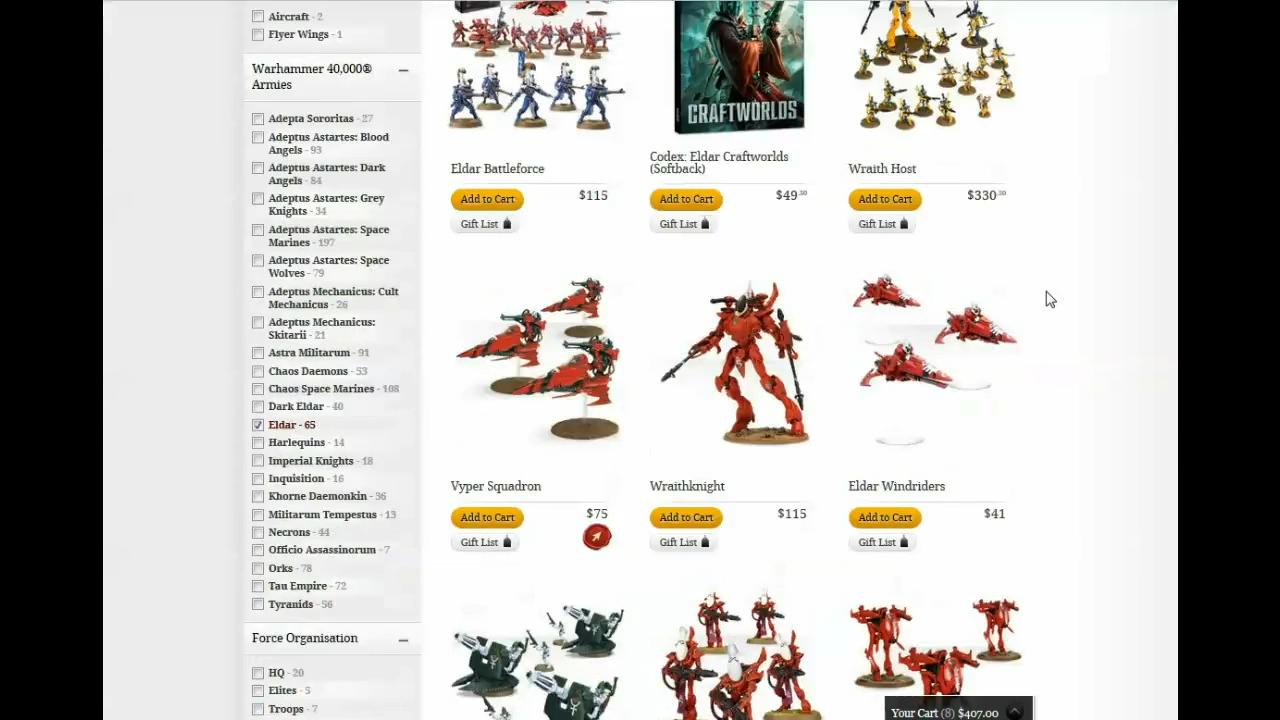 Aircraft - 2
Flyer Wings - 1
Warhammer 40,000®
Armies
Adepta Sororitas - 27
Adeptus Astartes: Blood
Angels - 93
Adeptus Astartes: Dark
Angels - 84
Adeptus Astartes: Grey
Knights - 34
Adeptus Astartes: Space
Marines - 197
Adeptus Astartes: Space
Wolves - 79
Adeptus Mechanicus: Cult
Mechanicus - 26
Adeptus Mechanicus:
Skitarii - 21
Astra Militarum - 91
Chaos Daemons - 53
Chaos Space Marines - 108
Dark Eldar - 40
Eldar - 65
Harlequins - 14
Imperial Knights - 18
Inquisition - 16
Khorne Daemonkin - 36
Militarum Tempestus - 13
Necrons - 44
Officio Assassinorum - 7
Orks - 78
Tau Empire - 72
Tyranids - 56
Force Organisation
HQ - 20
Elites - 5
Troops - 7
CRAFTWORLDS
Eldar Battleforce
Codex: Eldar Craftworlds
(Softback)
Wraith Host
Add to Cart $115
Add to Cart $49.50
Add to Cart $330.50
Gift List
Gift List
Gift List
Vyper Squadron
Wraithknight
Eldar Windriders
Add to Cart $75
Add to Cart $115
Add to Cart $41
Gift List
Gift List
Gift List
Your Cart (8) $407.00